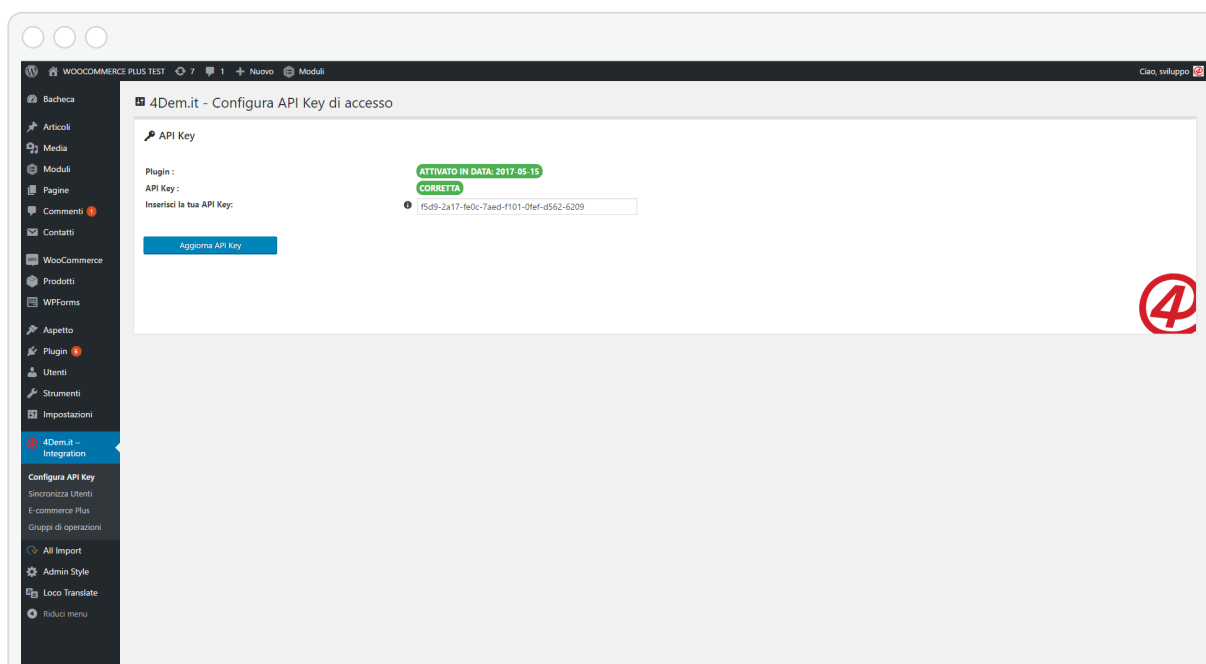 WOOCOMMERCE PLUS TEST 7 1 + Nuovo Moduli Ciao, sviluppo
Bacheca
Articoli
Media
Moduli
Pagine
Commenti 1
Contatti
WooCommerce
Prodotti
WPForms
Aspetto
Plugin 6
Utenti
Strumenti
Impostazioni
4Dem.it –
Integration
Configura API Key
Sincronizza Utenti
E-commerce Plus
Gruppi di operazioni
All Import
Admin Style
Loco Translate
Riduci menu
4Dem.it - Configura API Key di accesso
API Key
Plugin : ATTIVATO IN DATA: 2017-05-15
API Key : CORRETTA
Inserisci la tua API Key: f5d9-2a17-fe0c-7aed-f101-0fef-d562-6209
Aggiorna API Key
4